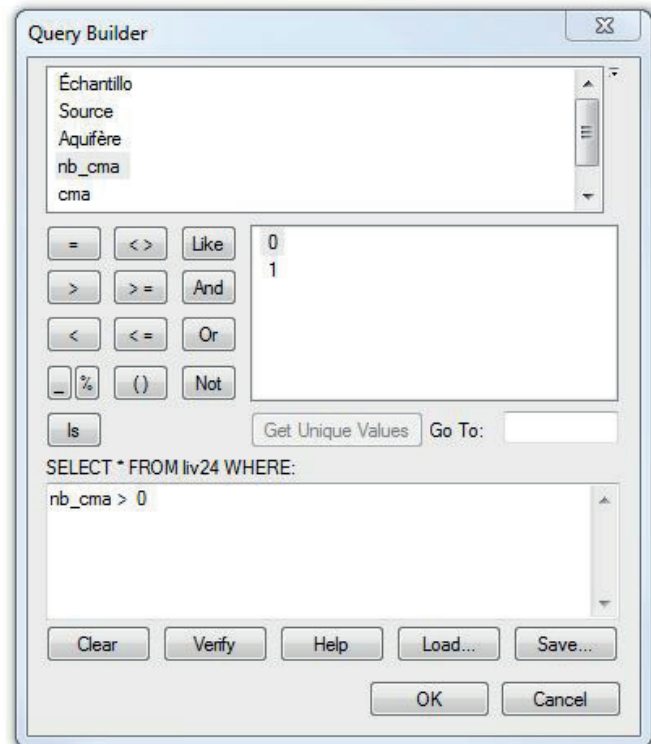 Query Builder
Échantillo
Source
Aquifère
nb_cma
cma
= < > Like
> > = And
< < = Or
_ % ( ) Not
Is
0
1
Get Unique Values Go To:
SELECT * FROM liv24 WHERE:
nb_cma > 0
Clear Verify Help Load... Save...
OK Cancel